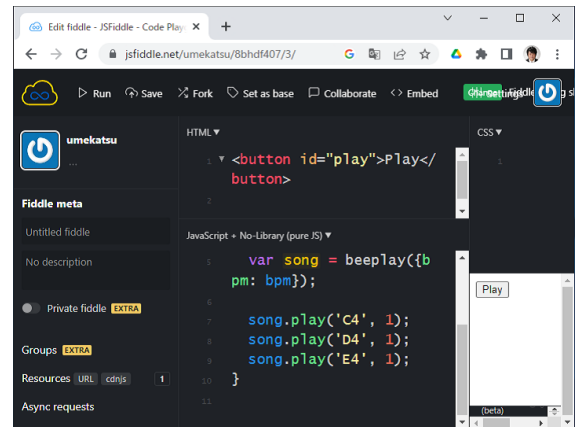 Edit fiddle - JSFiddle - Code Play
jsfiddle.net/umekatsu/8bhdf407/3/
Run Save Fork Set as base Collaborate Embed Settings
umekatsu
...
Fiddle meta
Untitled fiddle
No description
Private fiddle EXTRA
Groups EXTRA
Resources URL cdnjs 1
Async requests
HTML
1 <button id="play">Play</
button>
2
JavaScript + No-Library (pure JS)
5 var song = beeplay({b
pm: bpm});
6
7 song.play('C4', 1);
8 song.play('D4', 1);
9 song.play('E4', 1);
10 }
11
CSS
1
Play
(beta)